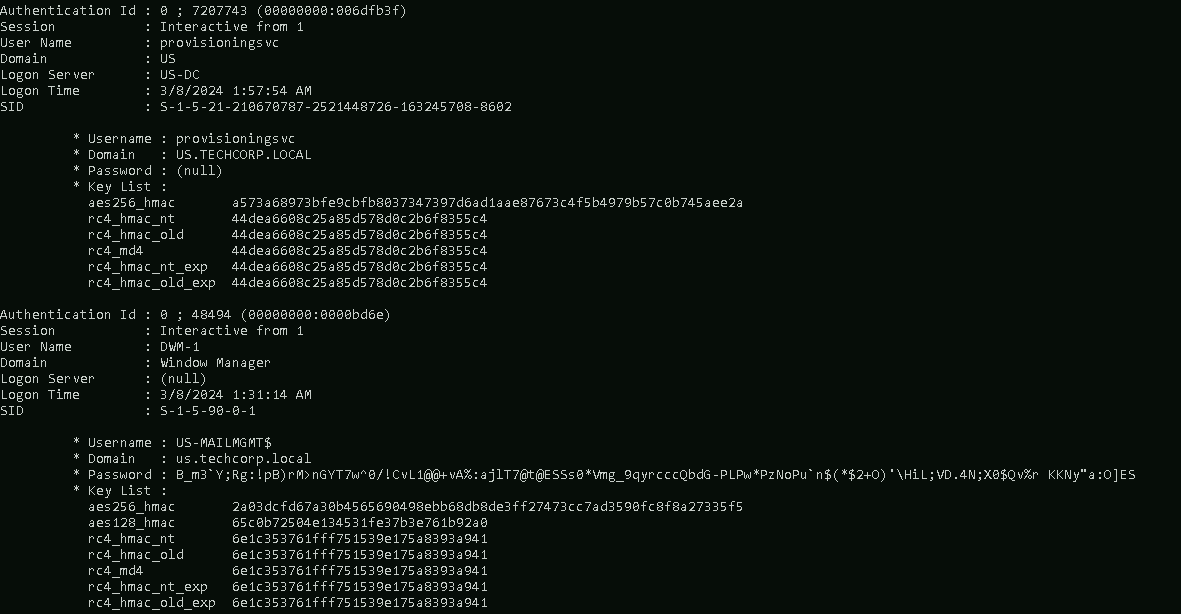 Authentication Id : 0 ; 7207743 (00000000:006dfb3f)
Session           : Interactive from 1
User Name         : provisioningsvc
Domain            : US
Logon Server      : US-DC
Logon Time        : 3/8/2024 1:57:54 AM
SID               : S-1-5-21-210670787-2521448726-163245708-8602

         * Username : provisioningsvc
         * Domain   : US.TECHCORP.LOCAL
         * Password : (null)
         * Key List :
           aes256_hmac       a573a68973bfe9cbfb8037347397d6ad1aae87673c4f5b4979b57c0b745aee2a
           rc4_hmac_nt       44dea6608c25a85d578d0c2b6f8355c4
           rc4_hmac_old      44dea6608c25a85d578d0c2b6f8355c4
           rc4_md4           44dea6608c25a85d578d0c2b6f8355c4
           rc4_hmac_nt_exp   44dea6608c25a85d578d0c2b6f8355c4
           rc4_hmac_old_exp  44dea6608c25a85d578d0c2b6f8355c4

Authentication Id : 0 ; 48494 (00000000:0000bd6e)
Session           : Interactive from 1
User Name         : DWM-1
Domain            : Window Manager
Logon Server      : (null)
Logon Time        : 3/8/2024 1:31:14 AM
SID               : S-1-5-90-0-1

         * Username : US-MAILMGMT$
         * Domain   : us.techcorp.local
         * Password : B_m3`Y;Rg:!pB)rM>nGYT7w^0/!CvL1@@+vA%:ajlT7@t@ESSs0*Vmg_9qyrcccQbdG-PLPw*PzNoPu`n$(*$2+O)'\HiL;VD.4N;X0$Qv%r KKNy"a:O]ES
         * Key List :
           aes256_hmac       2a03dcfd67a30b4565690498ebb68db8de3ff27473cc7ad3590fc8f8a27335f5
           aes128_hmac       65c0b72504e134531fe37b3e761b92a0
           rc4_hmac_nt       6e1c353761fff751539e175a8393a941
           rc4_hmac_old      6e1c353761fff751539e175a8393a941
           rc4_md4           6e1c353761fff751539e175a8393a941
           rc4_hmac_nt_exp   6e1c353761fff751539e175a8393a941
           rc4_hmac_old_exp  6e1c353761fff751539e175a8393a941